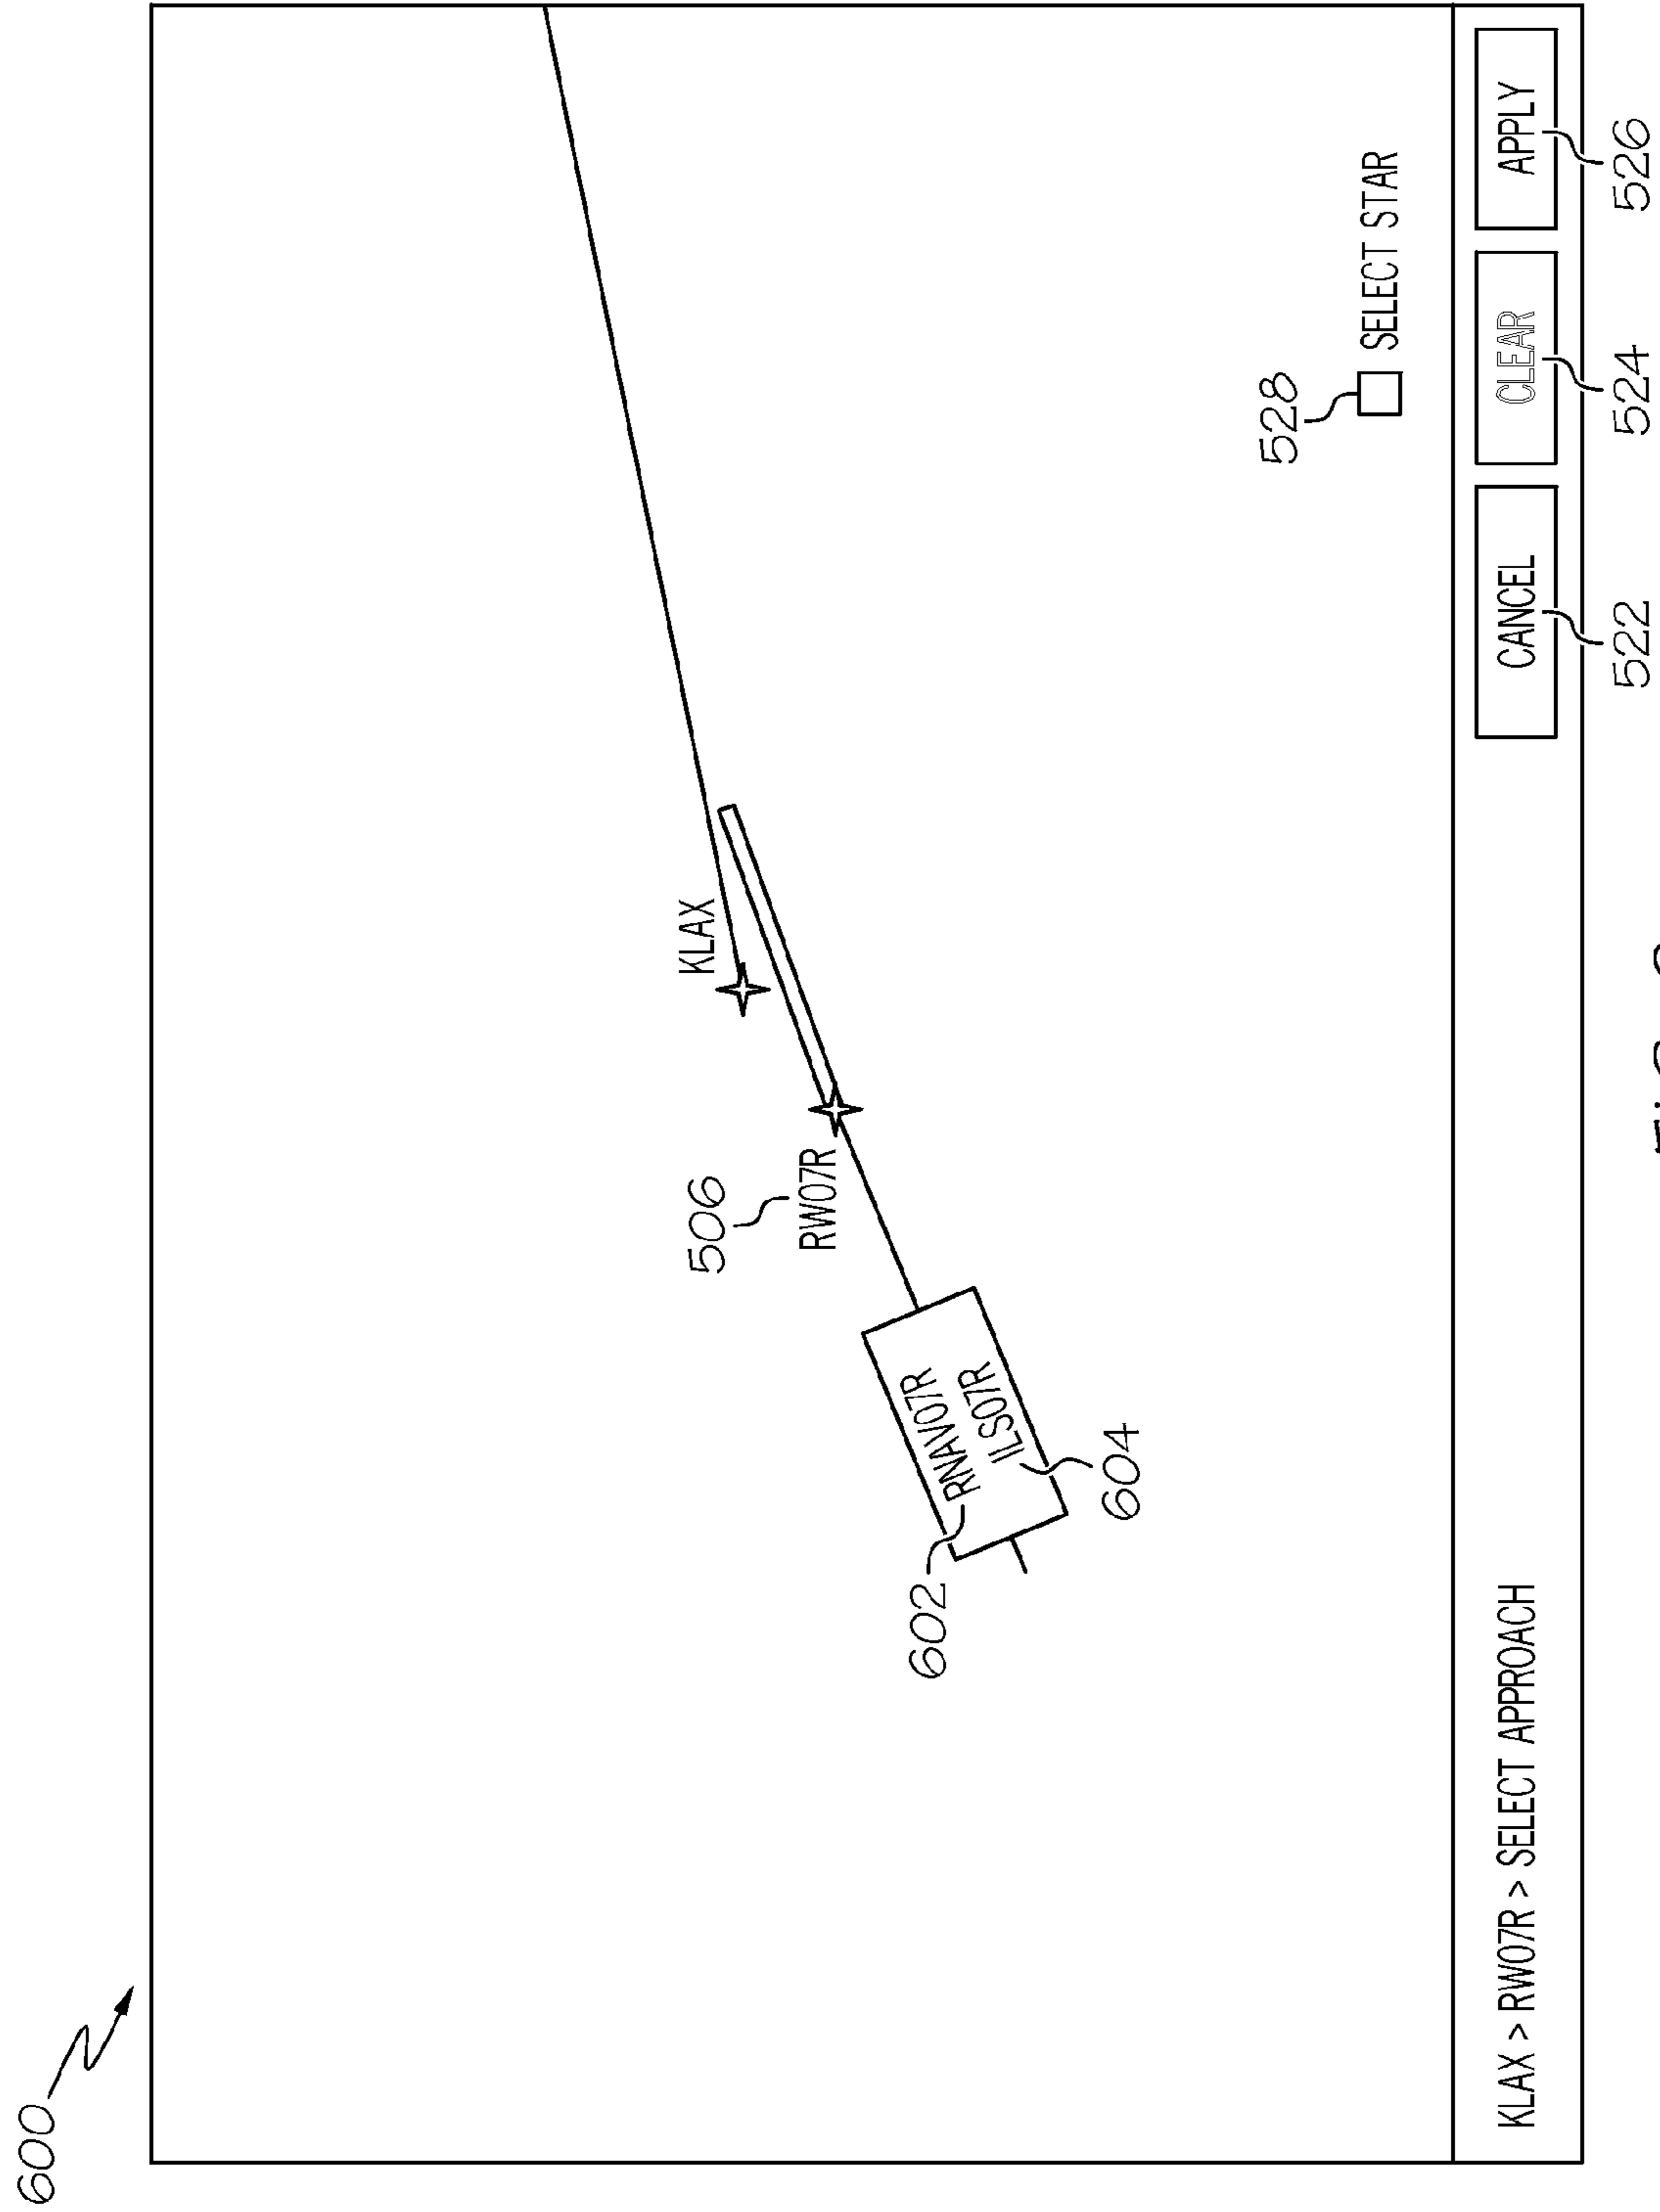 600
KLAX
506
RW07R
RNAV07R
ILS07R
602
604
528
SELECT STAR
KLAX > RW07R > SELECT APPROACH
CANCEL
CLEAR
APPLY
522
524
526